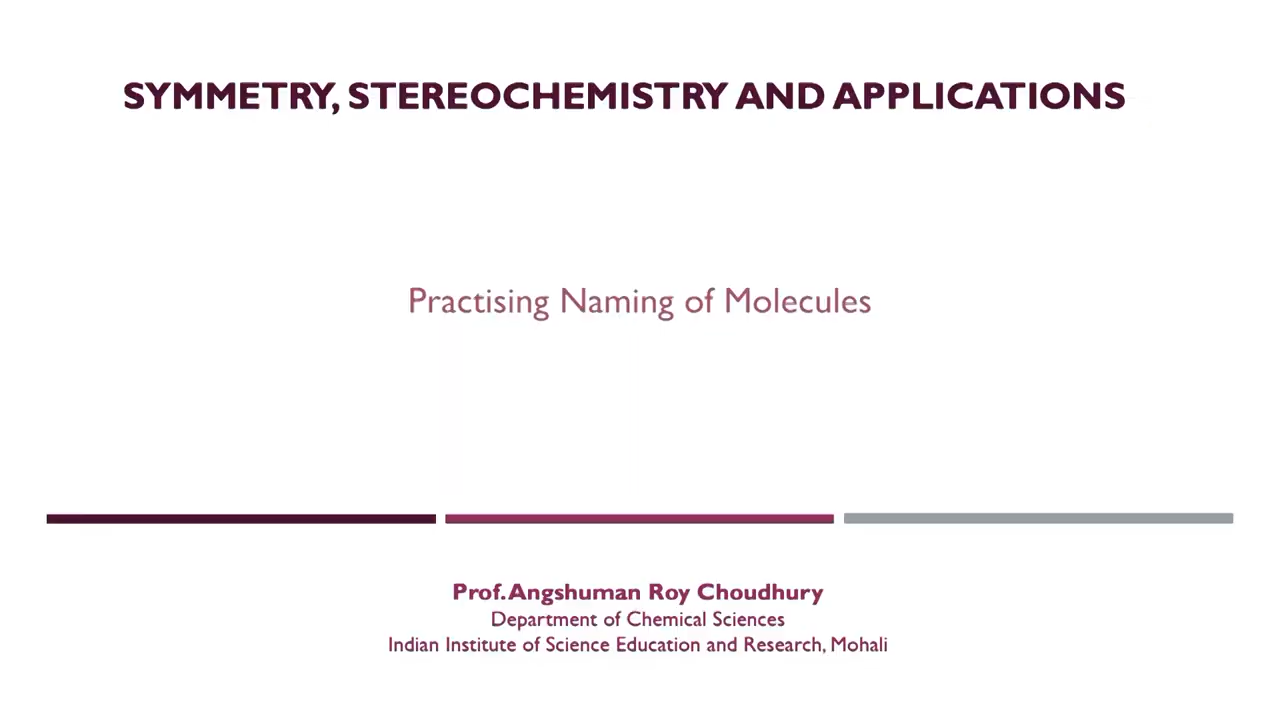 SYMMETRY, STEREOCHEMISTRY AND APPLICATIONS
Practising Naming of Molecules
Prof. Angshuman Roy Choudhury
Department of Chemical Sciences
Indian Institute of Science Education and Research, Mohali